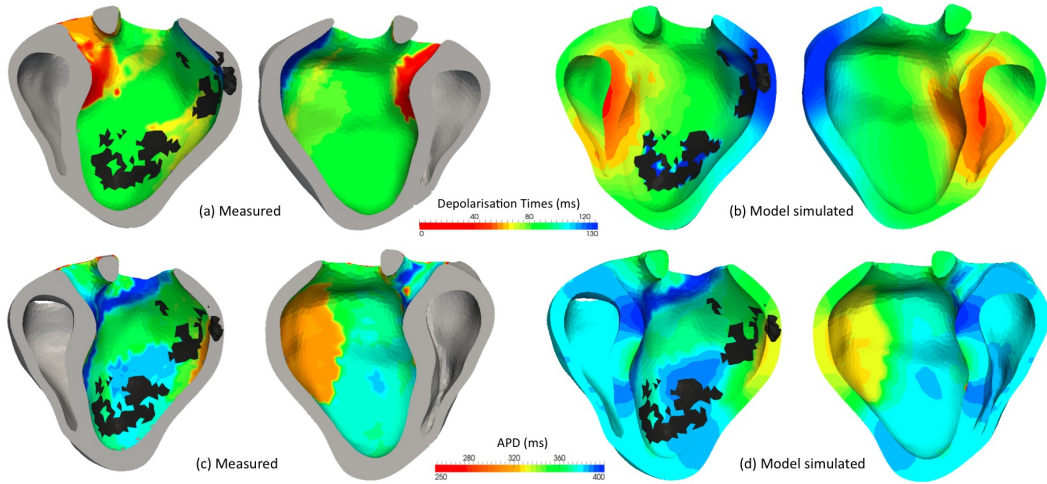 (a) Measured
Depolarisation Times (ms)
40 80 120
0 130
(b) Model simulated
(c) Measured
APD (ms)
280 360
250 400
(d) Model simulated